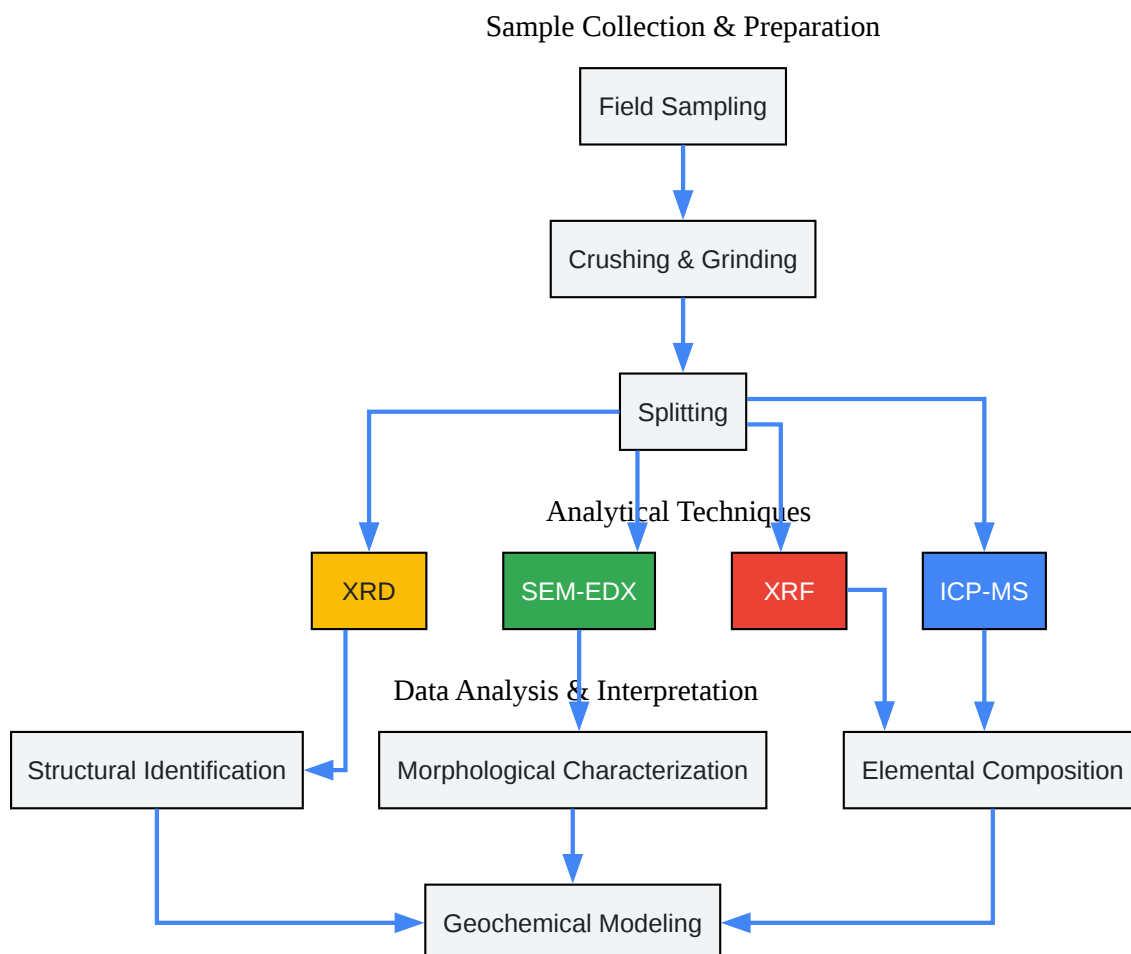 Sample Collection & Preparation
Field Sampling
Crushing & Grinding
Splitting
Analytical Techniques
XRD
SEM-EDX
XRF
ICP-MS
Data Analysis & Interpretation
Structural Identification
Morphological Characterization
Elemental Composition
Geochemical Modeling